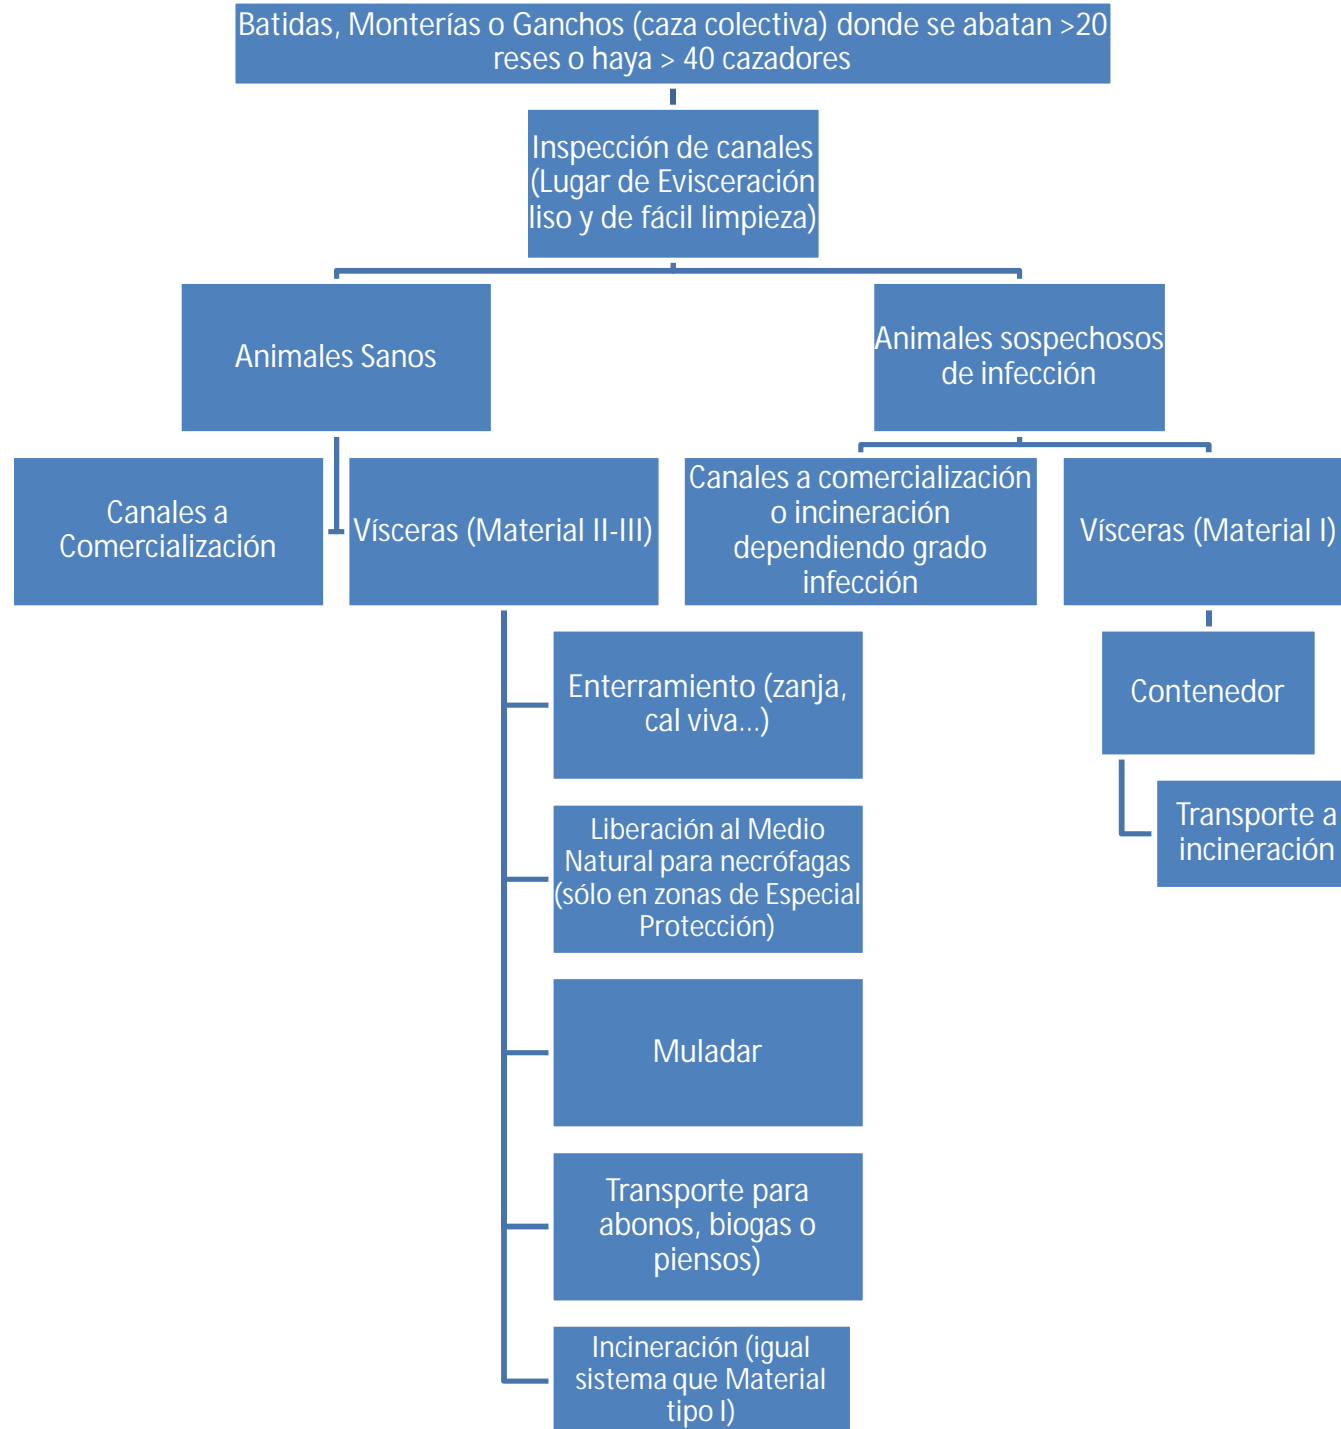 Batidas, Monterías o Ganchos (caza colectiva) donde se abatan >20
reses o haya > 40 cazadores
Inspección de canales
(Lugar de Evisceración
liso y de fácil limpieza)
Animales Sanos
Animales sospechosos
de infección
Canales a
Comercialización
Vísceras (Material II-III)
Canales a comercialización
o incineración
dependiendo grado
infección
Vísceras (Material I)
Enterramiento (zanja,
cal viva...)
Liberación al Medio
Natural para necrófagas
(sólo en zonas de Especial
Protección)
Muladar
Transporte para
abonos, biogas o
piensos)
Incineración (igual
sistema que Material
tipo I)
Contenedor
Transporte a
incineración